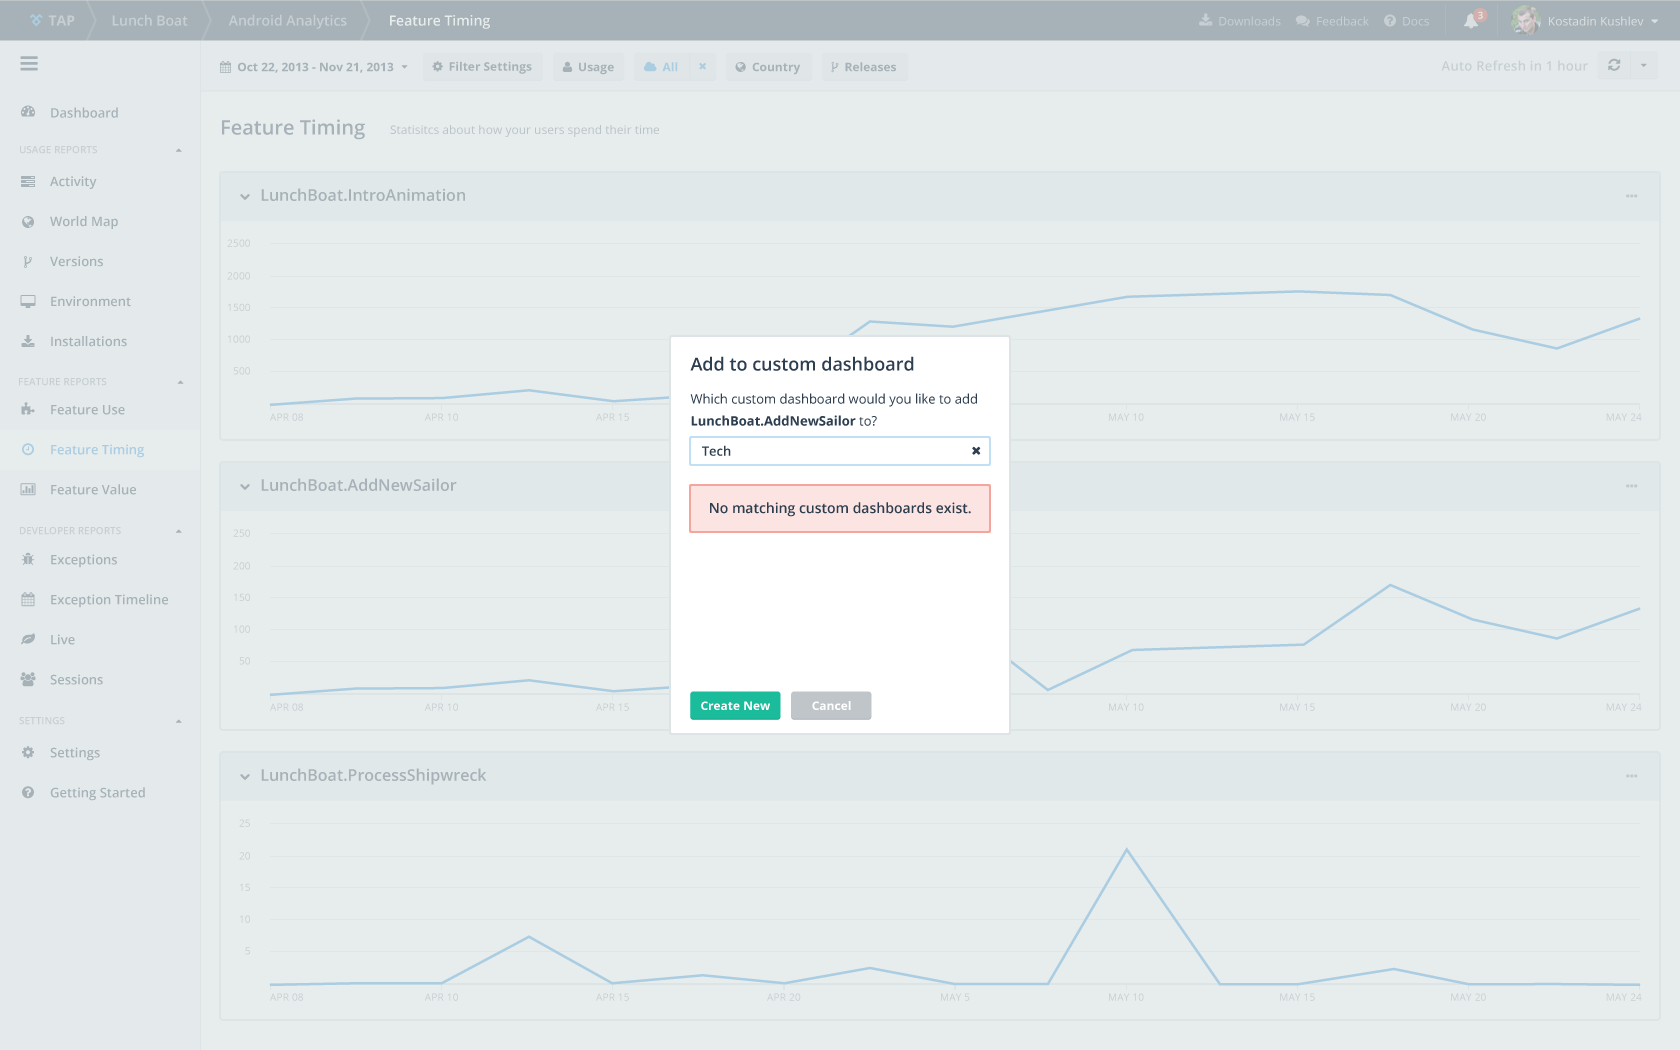 TAP
Lunch Boat
Android Analytics
Feature Timing
Downloads
Feedback
Docs
3
Kostadin Kushlev
Oct 22, 2013 - Nov 21, 2013
Filter Settings
Usage
All
Country
Releases
Auto Refresh in 1 hour
Dashboard
USAGE REPORTS
Activity
World Map
Versions
Environment
Installations
FEATURE REPORTS
Feature Use
Feature Timing
Feature Value
DEVELOPER REPORTS
Exceptions
Exception Timeline
Live
Sessions
SETTINGS
Settings
Getting Started
Feature Timing
Statisitcs about how your users spend their time
LunchBoat.IntroAnimation
2500
2000
1500
1000
500
APR 08
APR 10
APR 15
MAY 10
MAY 15
MAY 20
MAY 24
LunchBoat.AddNewSailor
250
200
150
100
50
APR 08
APR 10
APR 15
MAY 10
MAY 15
MAY 20
MAY 24
LunchBoat.ProcessShipwreck
25
20
15
10
5
APR 08
APR 10
APR 15
APR 20
MAY 5
MAY 10
MAY 15
MAY 20
MAY 24
Add to custom dashboard
Which custom dashboard would you like to add
LunchBoat.AddNewSailor to?
Tech
No matching custom dashboards exist.
Create New
Cancel